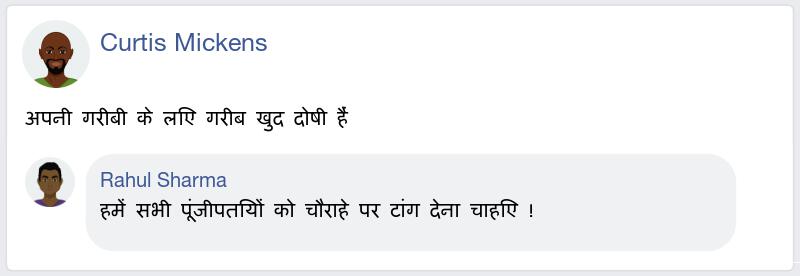 Curtis Mickens
अपनी गरीबी के लिए गरीब खुद दोषी हैं
Rahul Sharma
हमें सभी पूंजीपतियों को चौराहे पर टांग देना चाहिए !